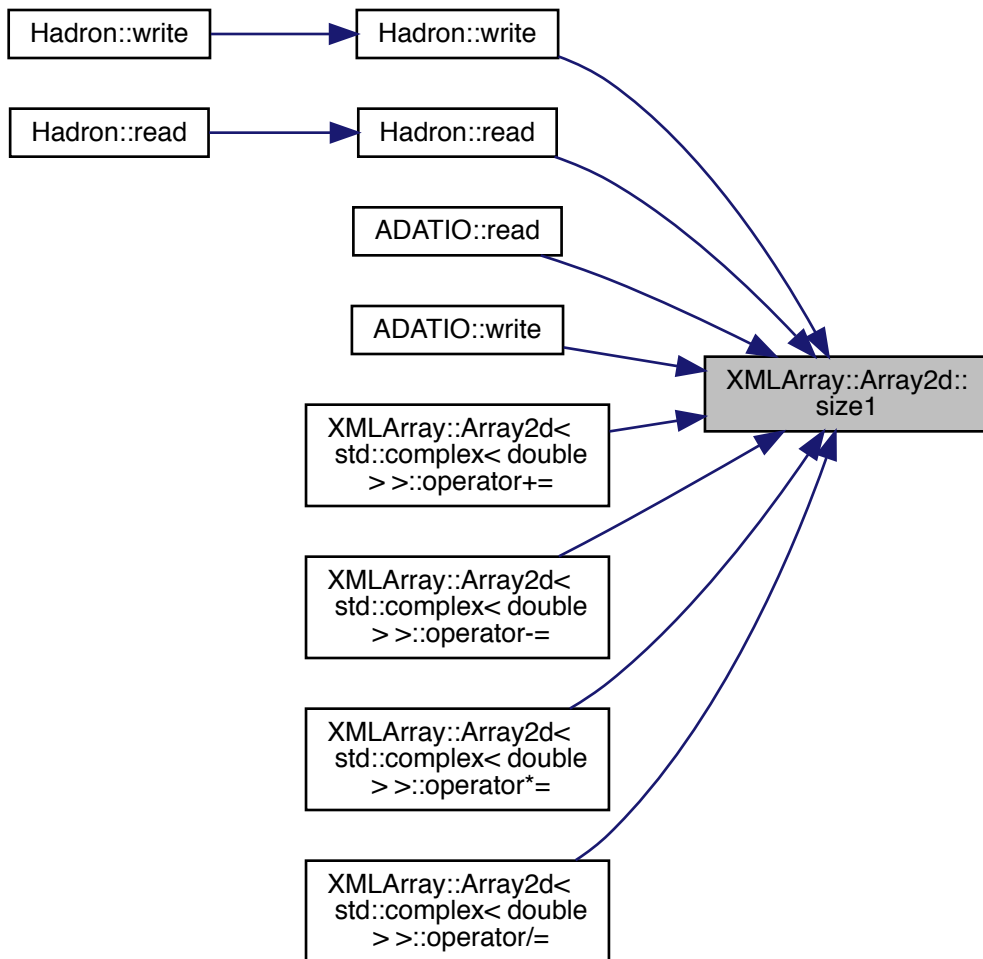 Hadron::write
Hadron::write
Hadron::read
Hadron::read
ADATIO::read
ADATIO::write
XMLArray::Array2d::
size1
XMLArray::Array2d<
std::complex< double
> >::operator+=
XMLArray::Array2d<
std::complex< double
> >::operator-=
XMLArray::Array2d<
std::complex< double
> >::operator*=
XMLArray::Array2d<
std::complex< double
> >::operator/=